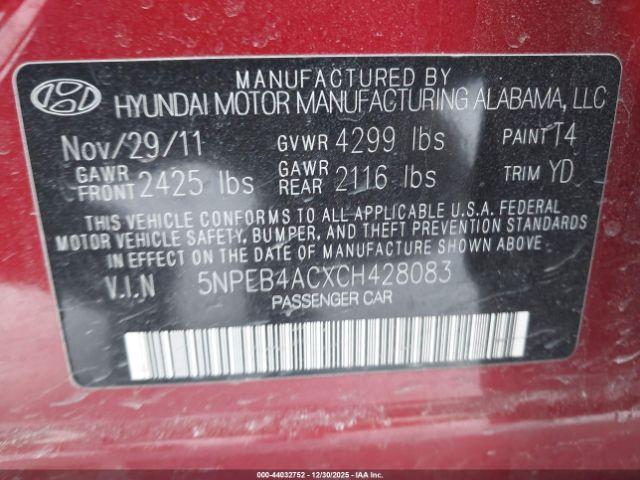 MANUFACTURED BY
HYUNDAI MOTOR MANUFACTURING ALABAMA, LLC
Nov/29/11 GVWR 4299 lbs PAINT T4
GAWR FRONT 2425 lbs GAWR REAR 2116 lbs TRIM YD
THIS VEHICLE CONFORMS TO ALL APPLICABLE U.S.A. FEDERAL
MOTOR VEHICLE SAFETY, BUMPER, AND THEFT PREVENTION STANDARDS
IN EFFECT ON THE DATE OF MANUFACTURE SHOWN ABOVE.
V.I.N 5NPEB4ACXCH428083
PASSENGER CAR
000-44032752 - 12/30/2025 - COPART.COM